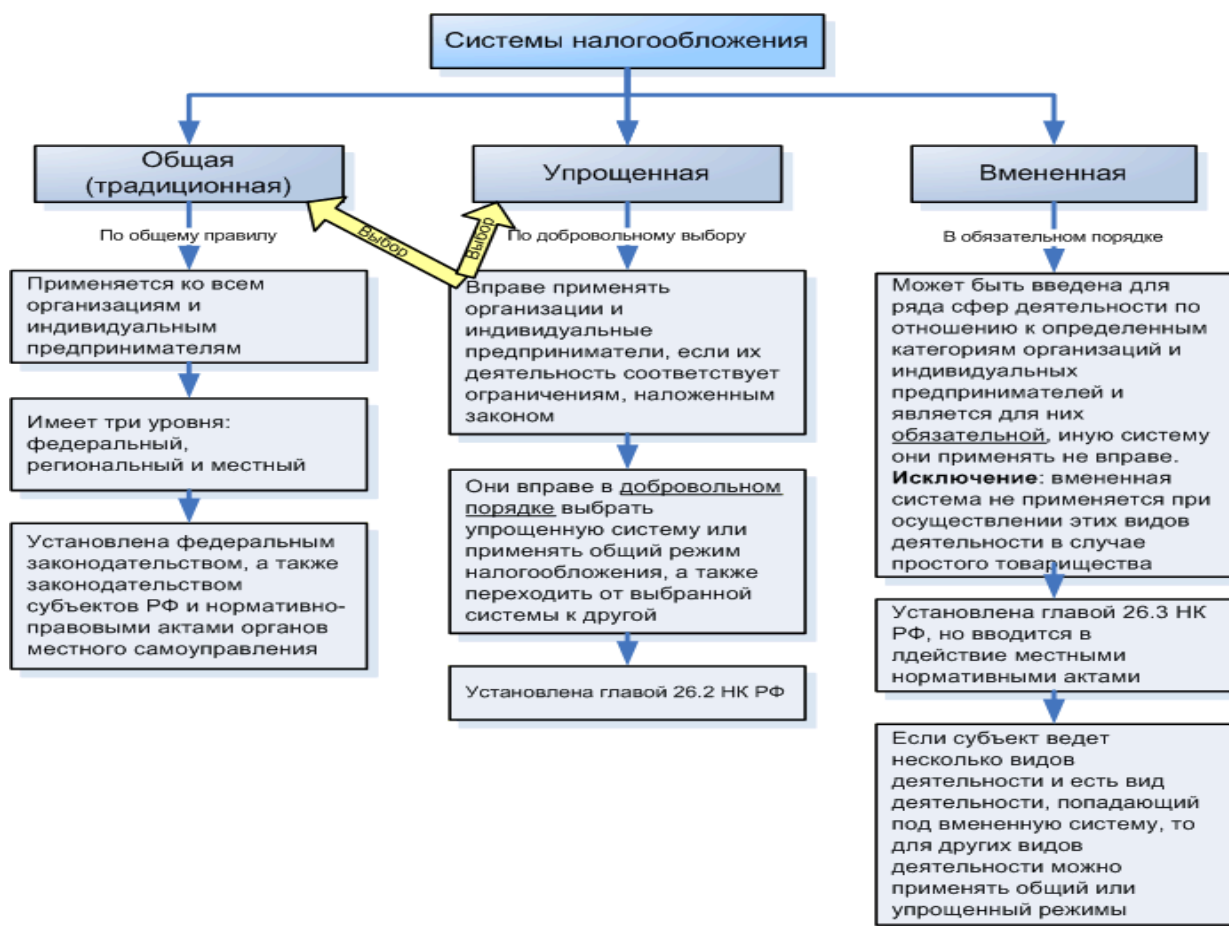 Системы налогообложения
Общая
(традиционная)
По общему правилу
Применяется ко всем
организациям и
индивидуальным
предпринимателям
Имеет три уровня:
федеральный,
региональный и местный
Установлена федеральным
законодательством, а также
законодательством
субъектов РФ и нормативно-
правовыми актами органов
местного самоуправления
Выбор
Выбор
Упрощенная
По добровольному выбору
Вправе применять
организации и
индивидуальные
предприниматели, если их
деятельность соответствует
ограничениям, наложенным
законом
Они вправе в добровольном
порядке выбрать
упрощенную систему или
применять общий режим
налогообложения, а также
переходить от выбранной
системы к другой
Установлена главой 26.2 НК РФ
Вмененная
В обязательном порядке
Может быть введена для
ряда сфер деятельности по
отношению к определенным
категориям организаций и
индивидуальных
предпринимателей и
является для них
обязательной, иную систему
они применять не вправе.
Исключение: вмененная
система не применяется при
осуществлении этих видов
деятельности в случае
простого товарищества
Установлена главой 26.3 НК
РФ, но вводится в
лдействие местными
нормативными актами
Если субъект ведет
несколько видов
деятельности и есть вид
деятельности, попадающий
под вмененную систему, то
для других видов
деятельности можно
применять общий или
упрощенный режимы